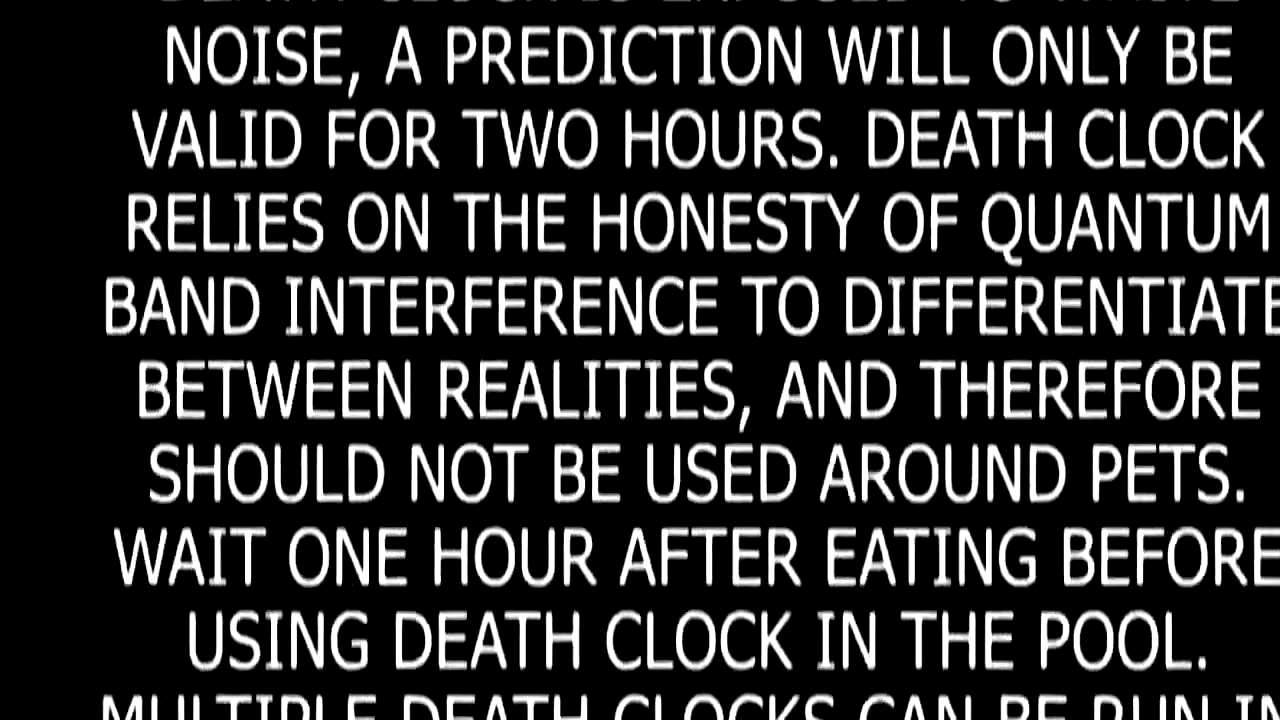 NOISE, A PREDICTION WILL ONLY BE
VALID FOR TWO HOURS. DEATH CLOCK
RELIES ON THE HONESTY OF QUANTUM
BAND INTERFERENCE TO DIFFERENTIATE
BETWEEN REALITIES, AND THEREFORE
SHOULD NOT BE USED AROUND PETS.
WAIT ONE HOUR AFTER EATING BEFORE
USING DEATH CLOCK IN THE POOL.
MULTIPLE DEATH CLOCKS CAN BE RUN IN